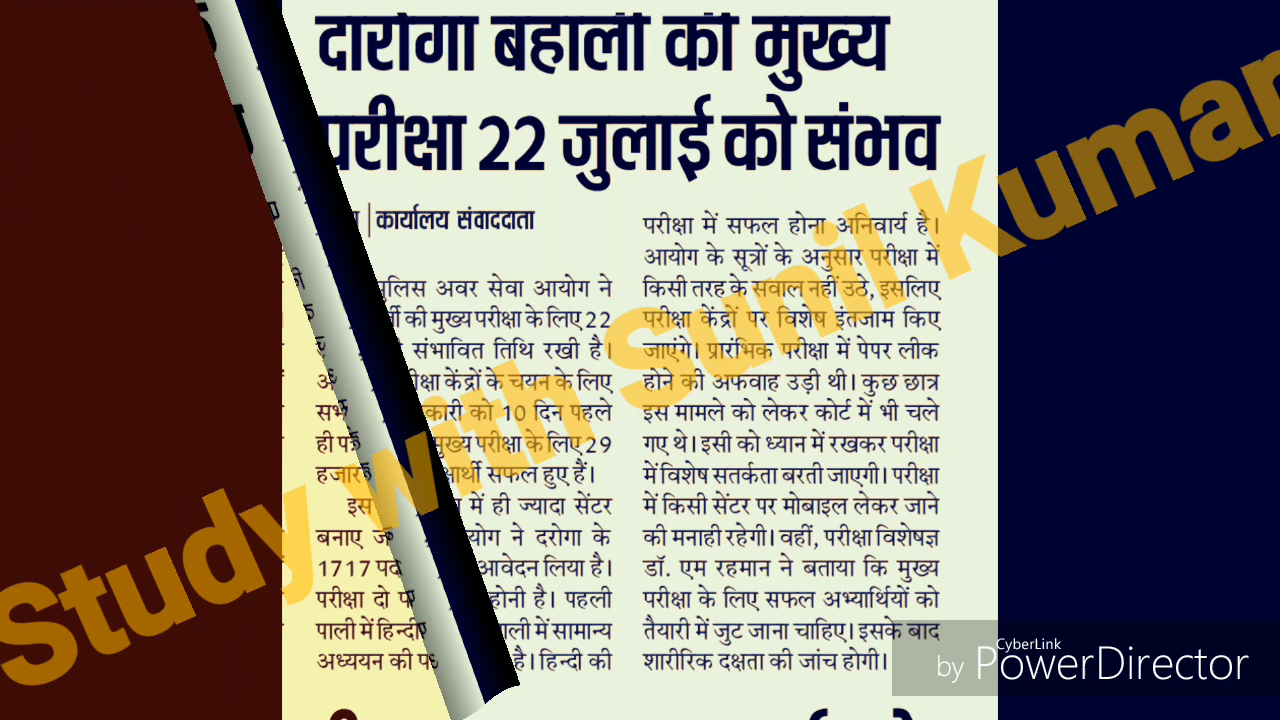 दारोगा बहाली की मुख्य
परीक्षा 22 जुलाई को संभव
कार्यालय संवाददाता
पुलिस अवर सेवा आयोग ने
की मुख्य परीक्षा के लिए 22
संभावित तिथि रखी है।
केंद्रों के चयन के लिए
को 10 दिन पहले
मुख्य परीक्षा के लिए 29
सफल हुए हैं।
इस में ही ज्यादा सेंटर
बनाए ने दरोगा के
1717 आवेदन लिया है।
परीक्षा दो होनी है। पहली
पाली में हिन्दी में सामान्य
अध्ययन की है। हिन्दी की
परीक्षा में सफल होना अनिवार्य है।
आयोग के सूत्रों के अनुसार परीक्षा में
किसी तरह के सवाल नहीं उठे, इसलिए
परीक्षा केंद्रों पर विशेष इंतजाम किए
जाएंगे। प्रारंभिक परीक्षा में पेपर लीक
होने की अफवाह उड़ी थी। कुछ छात्र
इस मामले को लेकर कोर्ट में भी चले
गए थे। इसी को ध्यान में रखकर परीक्षा
में विशेष सतर्कता बरती जाएगी। परीक्षा
में किसी सेंटर पर मोबाइल लेकर जाने
की मनाही रहेगी। वहीं, परीक्षा विशेषज्ञ
डॉ. एम रहमान ने बताया कि मुख्य
परीक्षा के लिए सफल अभ्यार्थियों को
तैयारी में जुट जाना चाहिए। इसके बाद
शारीरिक दक्षता की जांच होगी।
Study with Sunil Kumar
CyberLink
by PowerDirector